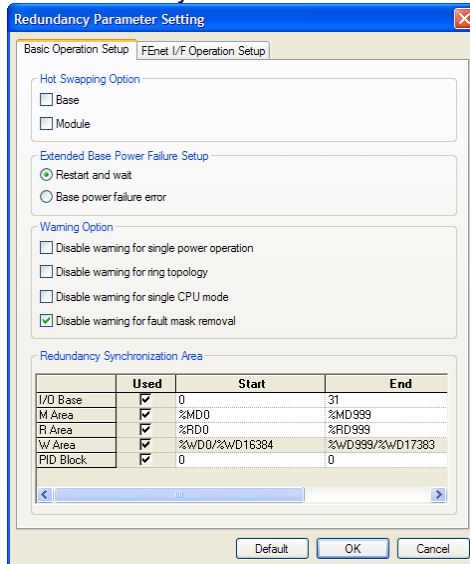 Redundancy Parameter Setting
Basic Operation Setup FEnet I/F Operation Setup
Hot Swapping Option
Base
Module
Extended Base Power Failure Setup
Restart and wait
Base power failure error
Warning Option
Disable warning for single power operation
Disable warning for ring topology
Disable warning for single CPU mode
Disable warning for fault mask removal
Redundancy Synchronization Area
Used Start End
I/O Base 0 31
M Area %MD0 %MD999
R Area %RD0 %RD999
W Area %WD0/%WD16384 %WD999/%WD17383
PID Block 0 0
Default OK Cancel